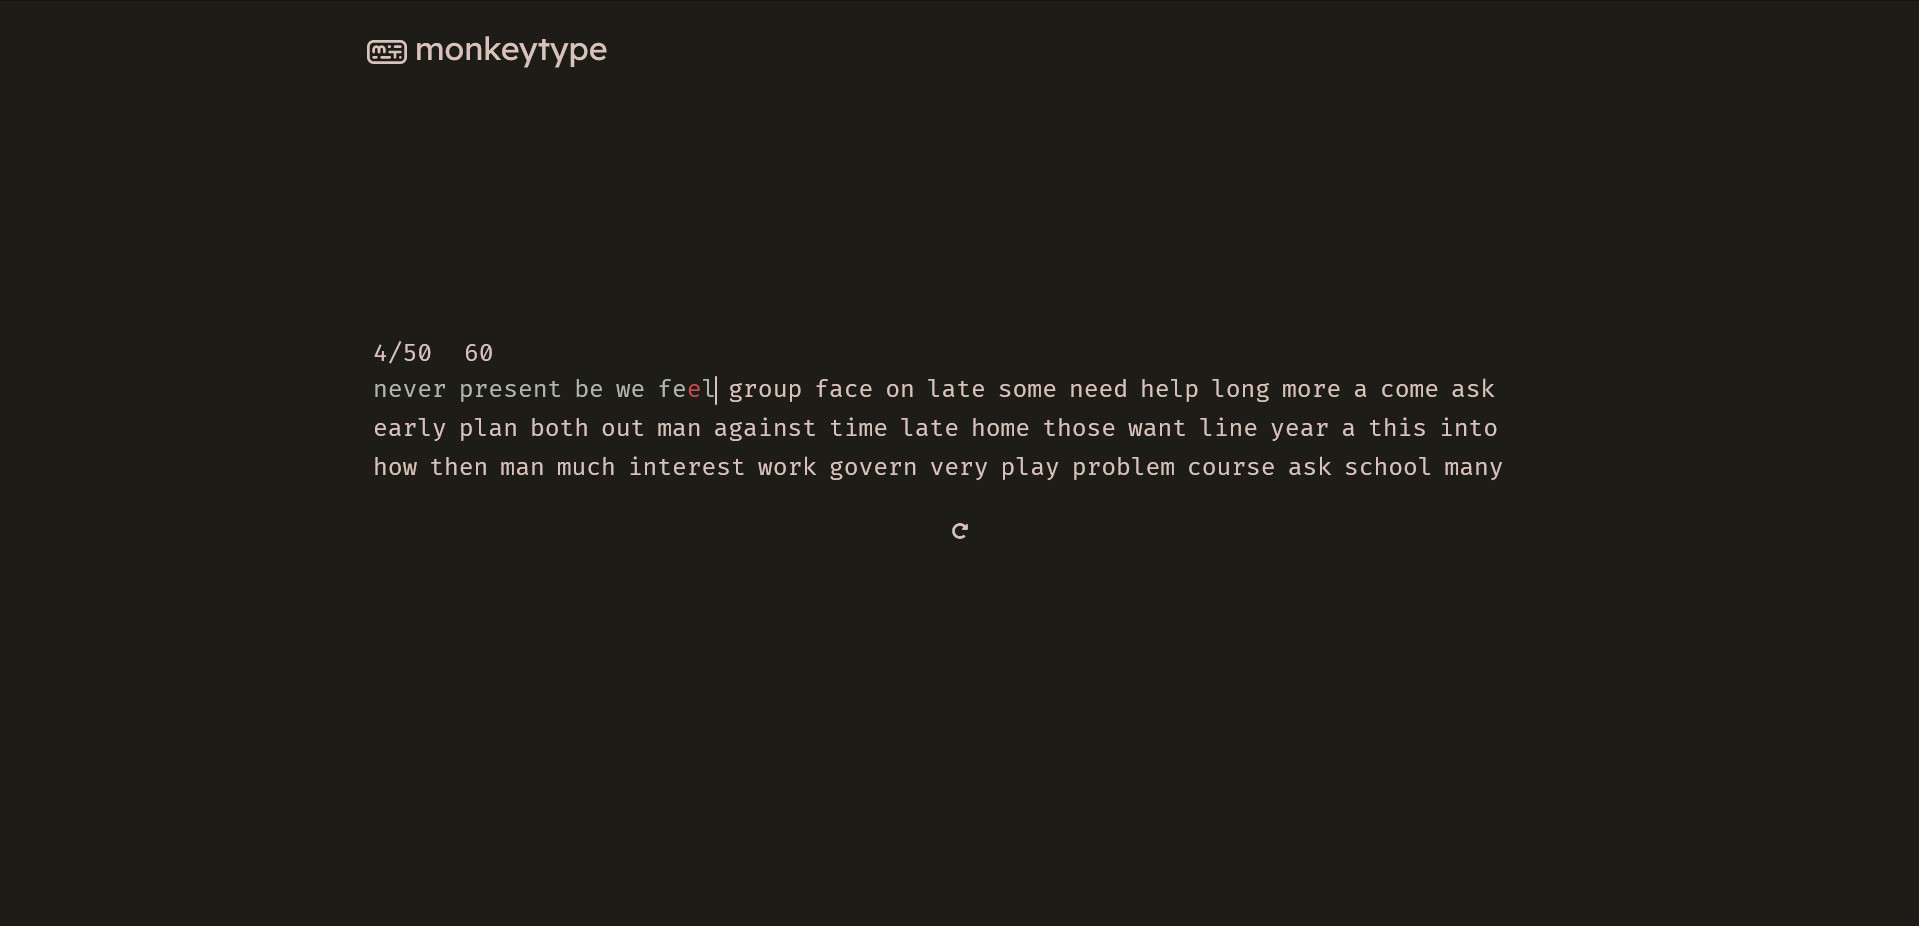 monkeytype
4/50 60
never present be we feel group face on late some need help long more a come ask
early plan both out man against time late home those want line year a this into
how then man much interest work govern very play problem course ask school many